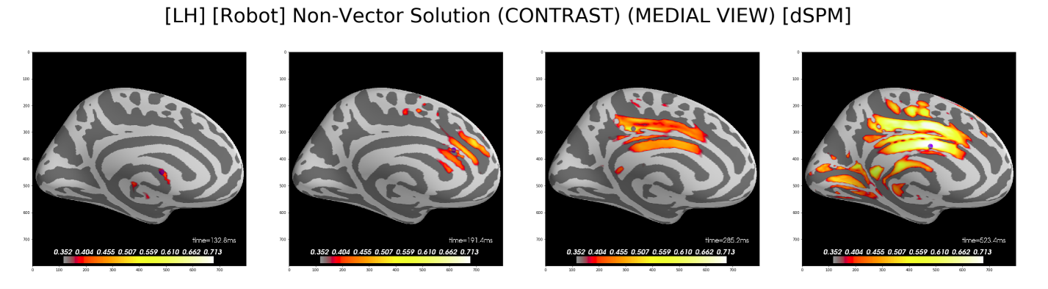 [LH] [Robot] Non-Vector Solution (CONTRAST) (MEDIAL VIEW) [dSPM]
time=132.8ms
0.352 0.404 0.455 0.507 0.559 0.610 0.662 0.713
time=191.4ms
0.352 0.404 0.455 0.507 0.559 0.610 0.662 0.713
time=285.2ms
0.352 0.404 0.455 0.507 0.559 0.610 0.662 0.713
time=523.4ms
0.352 0.404 0.455 0.507 0.559 0.610 0.662 0.713